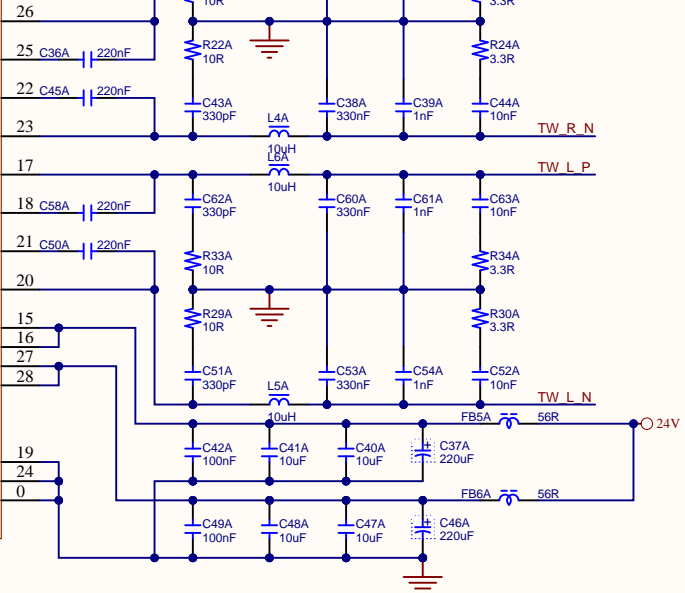 10R
3.3R
26
R22A
10R
R24A
3.3R
25 C36A 220nF
22 C45A 220nF
C43A
330pF
C38A
330nF
C39A
1nF
C44A
10nF
L4A
10uH
23
TW_R_N
17
L6A
10uH
TW_L_P
18 C58A 220nF
C62A
330pF
C60A
330nF
C61A
1nF
C63A
10nF
21 C50A 220nF
R33A
10R
R34A
3.3R
20
R29A
10R
R30A
3.3R
15
16
27
28
C51A
330pF
C53A
330nF
C54A
1nF
C52A
10nF
L5A
10uH
TW_L_N
FB5A 56R
24V
C42A
100nF
C41A
10uF
C40A
10uF
C37A
220uF
19
24
0
FB6A 56R
C49A
100nF
C48A
10uF
C47A
10uF
C46A
220uF